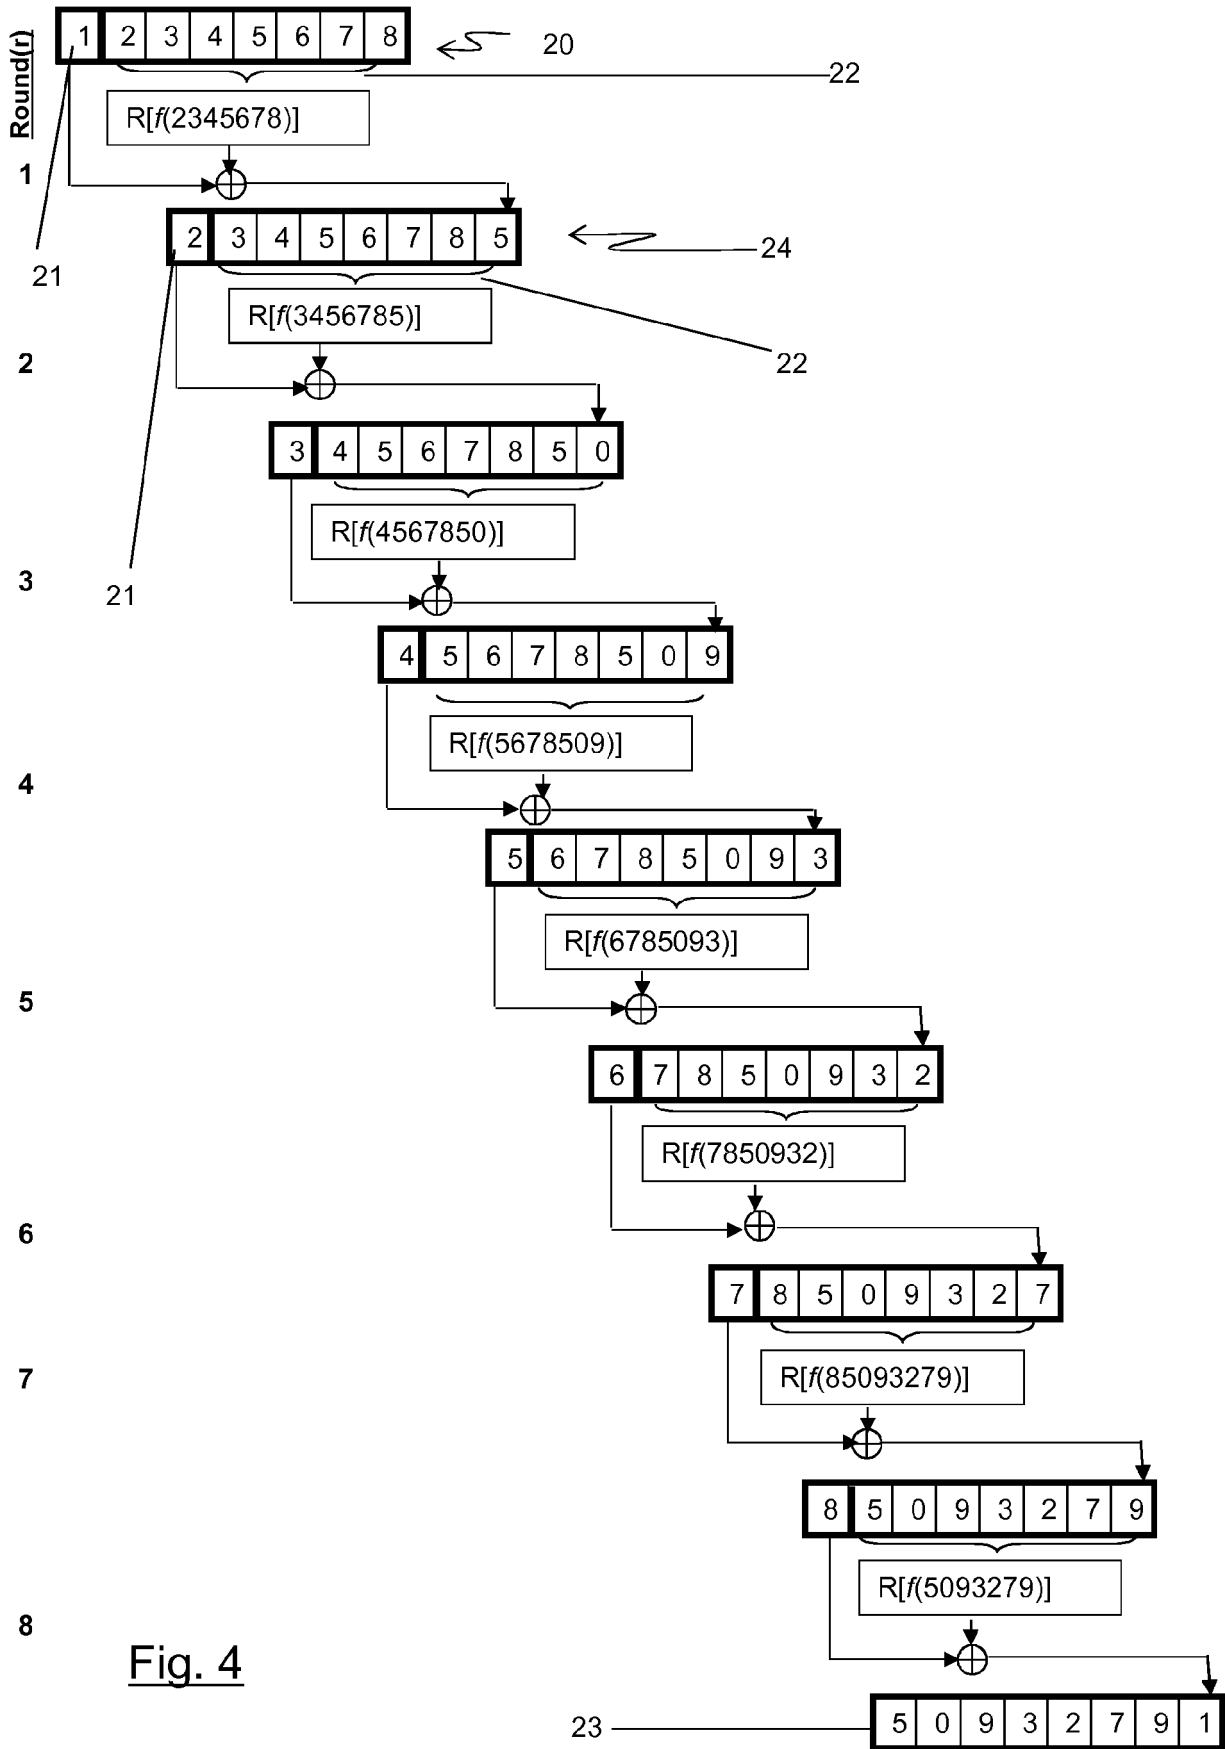 Round(r)
1 2 3 4 5 6 7 8
20
22
R[f(2345678)]
1
2 3 4 5 6 7 8 5
24
21
R[f(3456785)]
2
22
3 4 5 6 7 8 5 0
R[f(4567850)]
3
21
4 5 6 7 8 5 0 9
R[f(5678509)]
4
5 6 7 8 5 0 9 3
R[f(6785093)]
5
6 7 8 5 0 9 3 2
R[f(7850932)]
6
7 8 5 0 9 3 2 7
7
R[f(85093279)]
8 5 0 9 3 2 7 9
R[f(5093279)]
8
Fig. 4
23
5 0 9 3 2 7 9 1